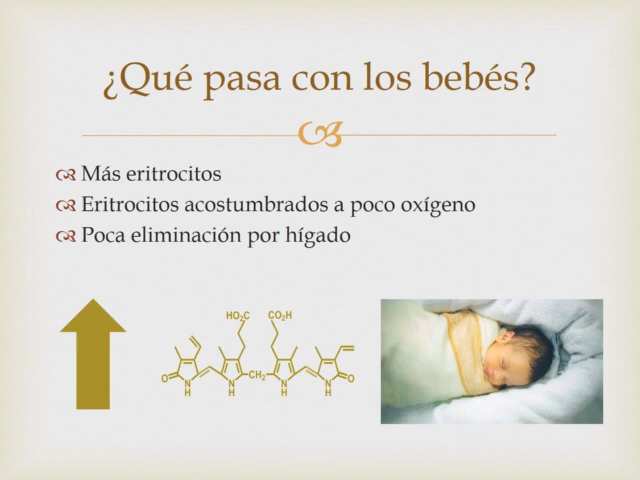 ¿Qué pasa con los bebés?
Más eritrocitos
Eritrocitos acostumbrados a poco oxígeno
Poca eliminación por hígado
HO₂C CO₂H
O N H N H CH₂ N H N H O